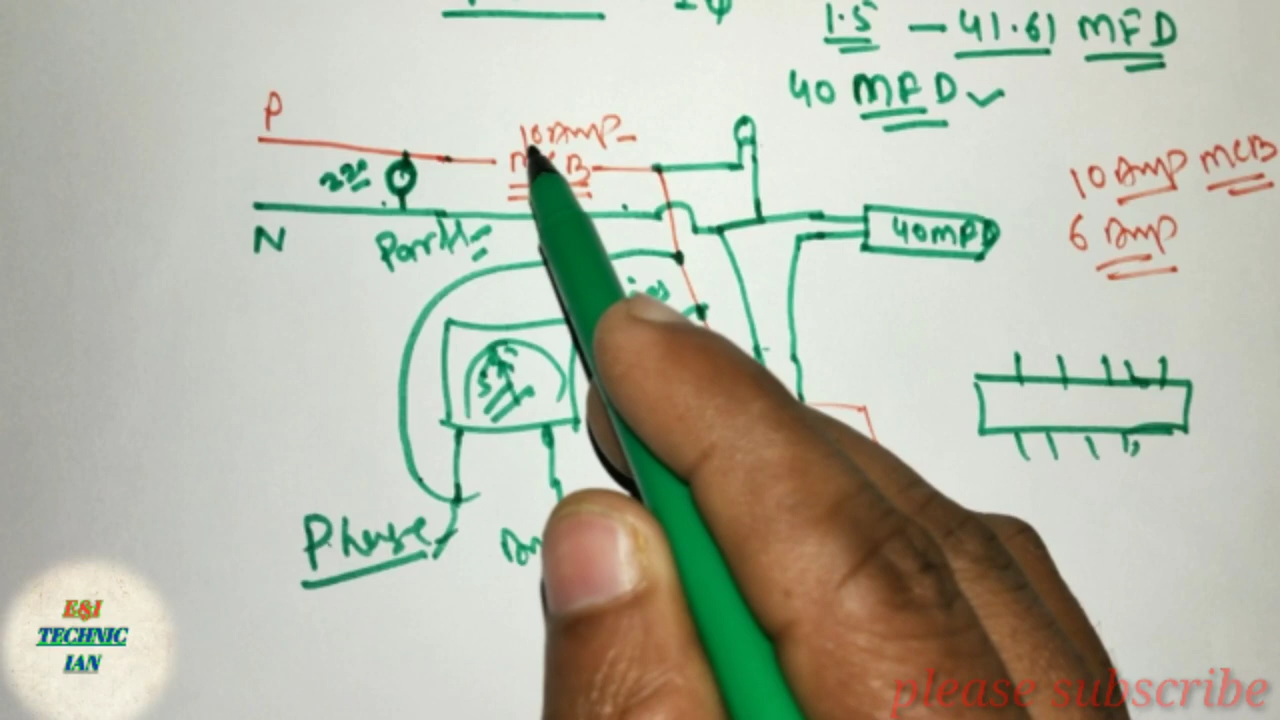 1.5 - 41.61 MFD
40 MFD ✓
P
10 Amp
MCB
10 Amp MCB
6 Amp
N
40 MFD
Phase
E&I
TECHNIC
IAN
please subscribe